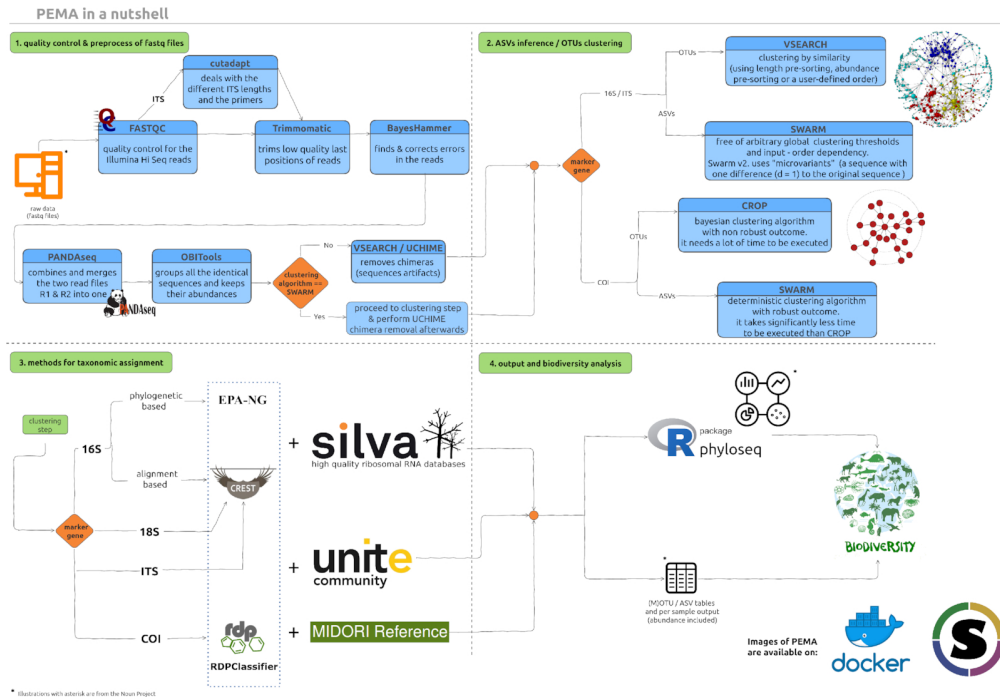 PEMA in a nutshell
1. quality control & preprocess of fastq files
cutadapt
deals with the
different ITS lengths
and the primers
ITS
FASTQC
quality control for the
Illumina Hi Seq reads
Trimmomatic
trims low quality last
positions of reads
BayesHammer
finds & corrects errors
in the reads
*
raw data
(fastq files)
PANDAseq
combines and merges
the two read files
R1 & R2 into one
PANDAseq
OBITools
groups all the identical
sequences and keeps
their abundances
clustering
algorithm ==
SWARM
No
VSEARCH / UCHIME
removes chimeras
(sequences artifacts)
Yes
proceed to clustering step
& perform UCHIME
chimera removal afterwards
2. ASVs inference / OTUs clustering
marker
gene
16S / ITS
OTUs
VSEARCH
clustering by similarity
(using length pre-sorting, abundance
pre-sorting or a user-defined order)
ASVs
SWARM
free of arbitrary global clustering thresholds
and input - order dependency.
Swarm v2. uses "microvariants" (a sequence with
one difference (d = 1) to the original sequence )
COI
OTUs
CROP
bayesian clustering algorithm
with non robust outcome.
it needs a lot of time to be executed
ASVs
SWARM
deterministic clustering algorithm
with robust outcome.
it takes significantly less time
to be executed than CROP
3. methods for taxonomic assignment
clustering
step
marker
gene
16S
phylogenetic
based
EPA-NG
alignment
based
CREST
+ silva
high quality ribosomal RNA databases
18S
ITS
+ unite
community
COI
rdp
RDPClassifier
+ MIDORI Reference
4. output and biodiversity analysis
*
R package
phyloseq
BIODIVERSITY
*
(M)OTU / ASV tables
and per sample output
(abundance included)
Images of PEMA
are available on:
docker
S
* Illustrations with asterisk are from the Noun Project